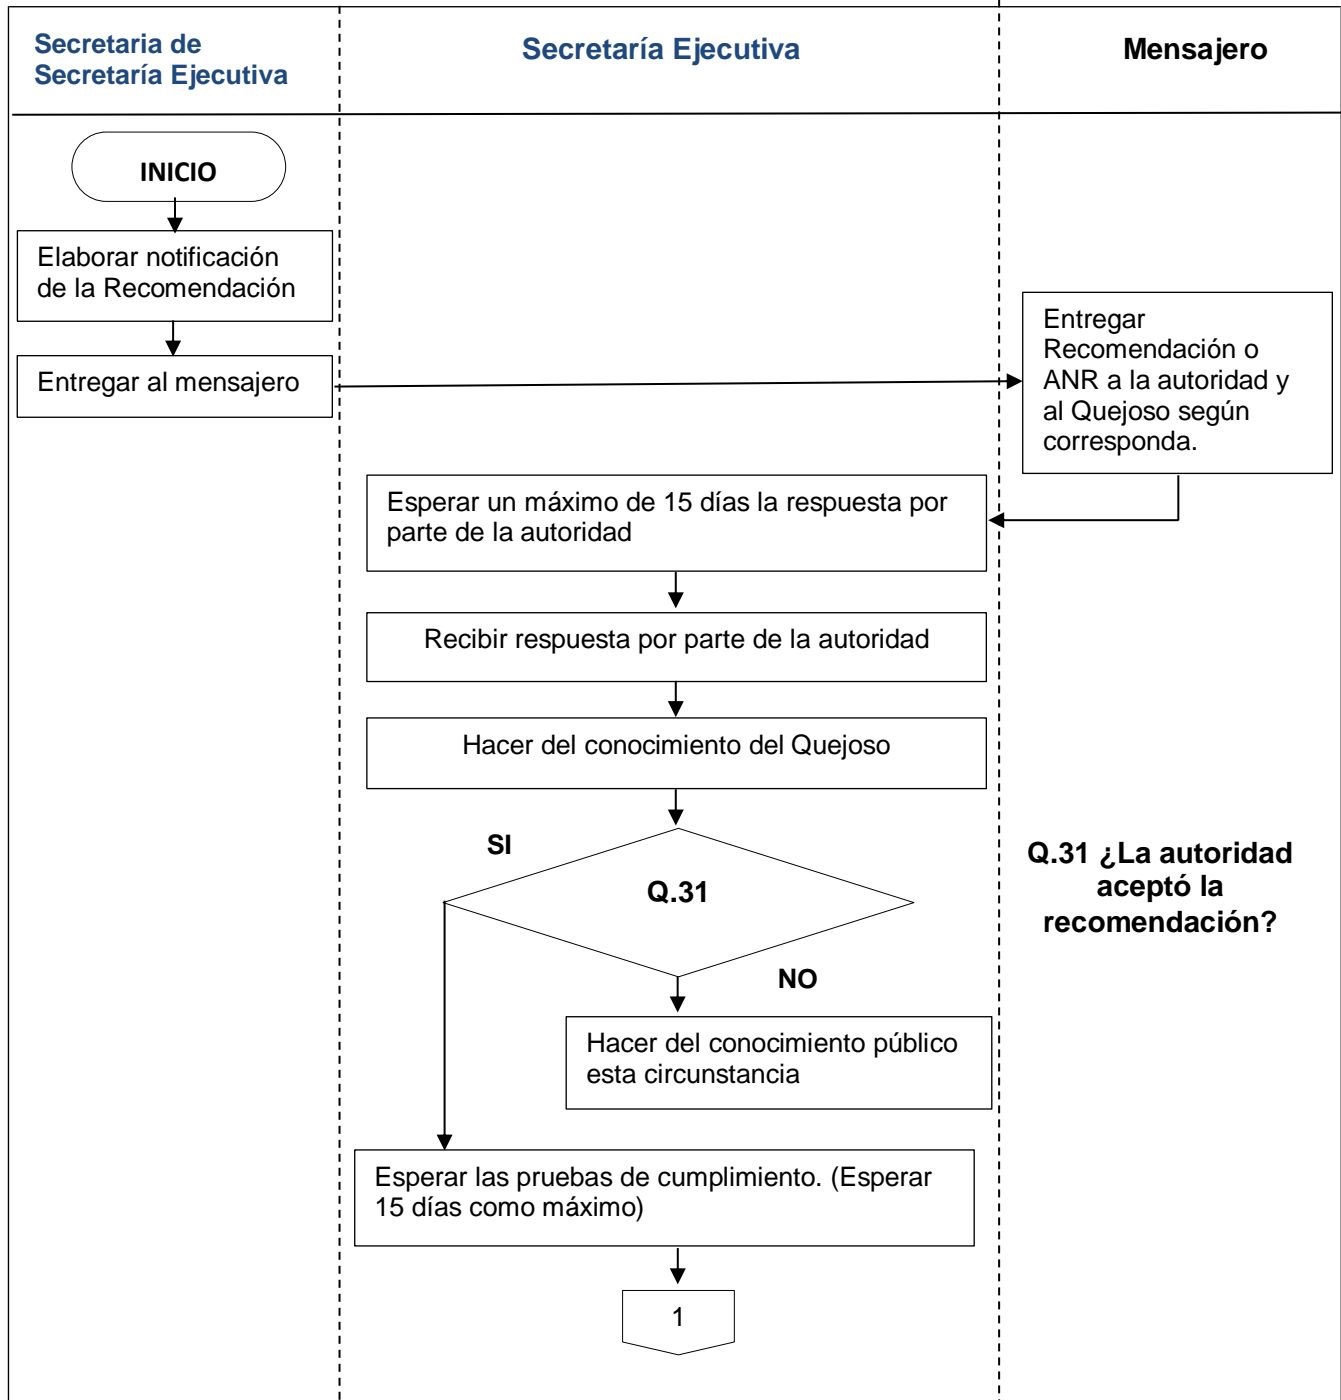 Secretaria de
Secretaría Ejecutiva
Secretaría Ejecutiva
Mensajero
INICIO
Elaborar notificación
de la Recomendación
Entregar al mensajero
Entregar
Recomendación o
ANR a la autoridad y
al Quejoso según
corresponda.
Esperar un máximo de 15 días la respuesta por
parte de la autoridad
Recibir respuesta por parte de la autoridad
Hacer del conocimiento del Quejoso
SI
Q.31
Q.31 ¿La autoridad
aceptó la
recomendación?
NO
Hacer del conocimiento público
esta circunstancia
Esperar las pruebas de cumplimiento. (Esperar
15 días como máximo)
1